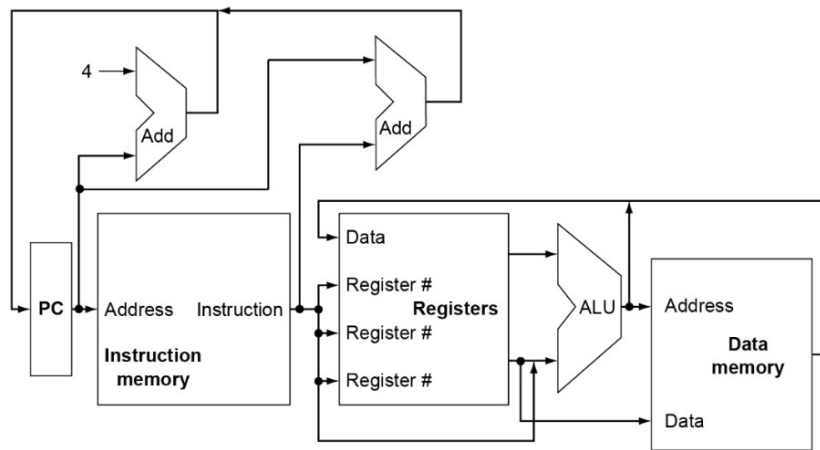 4
Add
Add
Data
PC
Address
Instruction
Register #
Registers
ALU
Address
Register #
Instruction
memory
Data
memory
Register #
Data